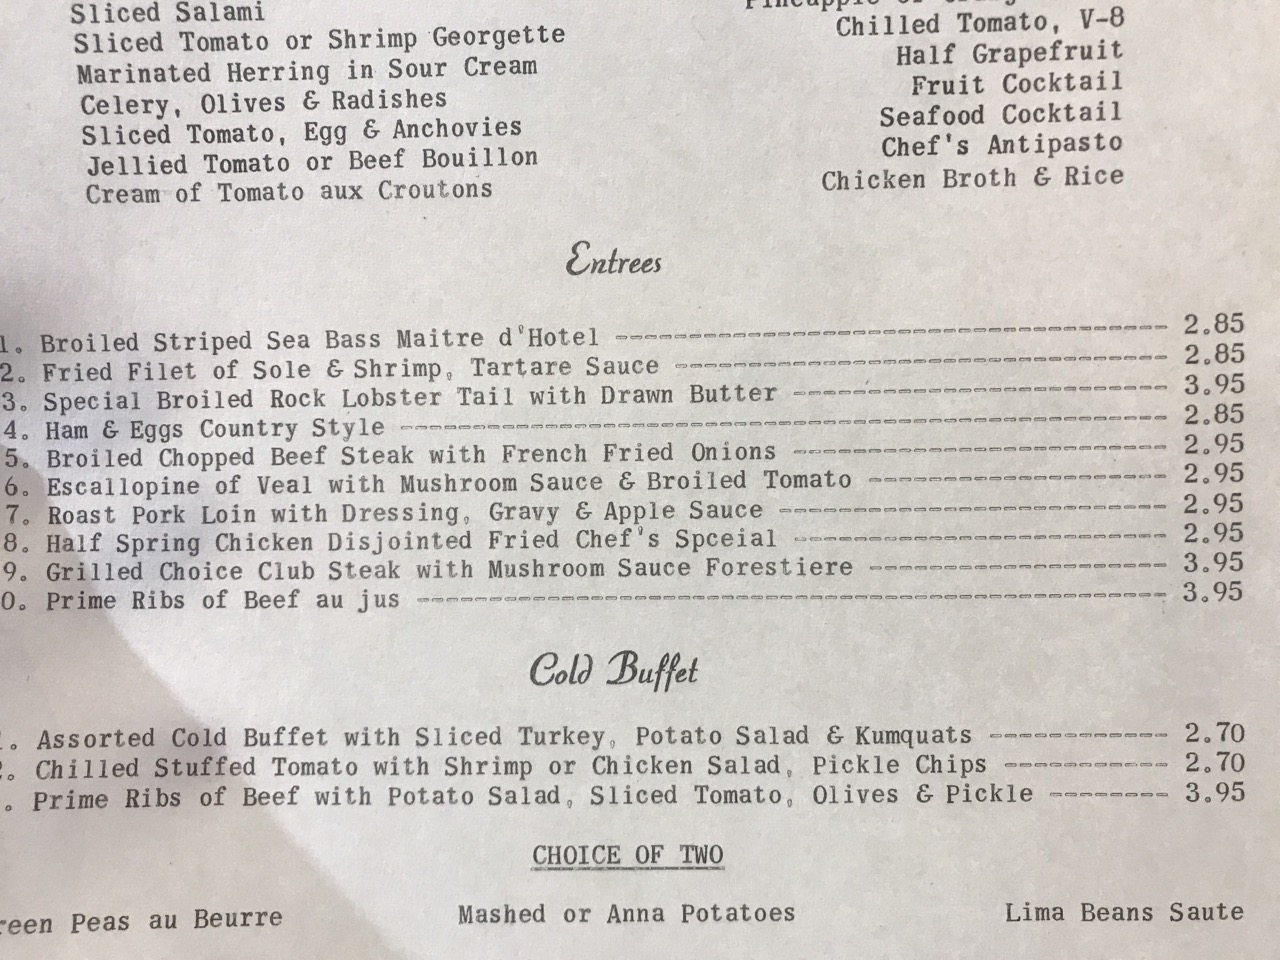 Sliced Salami
Chilled Tomato, V-8
Sliced Tomato or Shrimp Georgette
Half Grapefruit
Marinated Herring in Sour Cream
Fruit Cocktail
Celery, Olives & Radishes
Seafood Cocktail
Sliced Tomato, Egg & Anchovies
Chef's Antipasto
Jellied Tomato or Beef Bouillon
Chicken Broth & Rice
Cream of Tomato aux Croutons
Entrees
1. Broiled Striped Sea Bass Maitre d'Hotel 2.85
2. Fried Filet of Sole & Shrimp, Tartare Sauce 2.85
3. Special Broiled Rock Lobster Tail with Drawn Butter 3.95
4. Ham & Eggs Country Style 2.85
5. Broiled Chopped Beef Steak with French Fried Onions 2.95
6. Escallopine of Veal with Mushroom Sauce & Broiled Tomato 2.95
7. Roast Pork Loin with Dressing, Gravy & Apple Sauce 2.95
8. Half Spring Chicken Disjointed Fried Chef's Spceial 2.95
9. Grilled Choice Club Steak with Mushroom Sauce Forestiere 3.95
0. Prime Ribs of Beef au jus 3.95
Cold Buffet
. Assorted Cold Buffet with Sliced Turkey, Potato Salad & Kumquats 2.70
. Chilled Stuffed Tomato with Shrimp or Chicken Salad, Pickle Chips 2.70
. Prime Ribs of Beef with Potato Salad, Sliced Tomato, Olives & Pickle 3.95
CHOICE OF TWO
reen Peas au Beurre Mashed or Anna Potatoes Lima Beans Saute